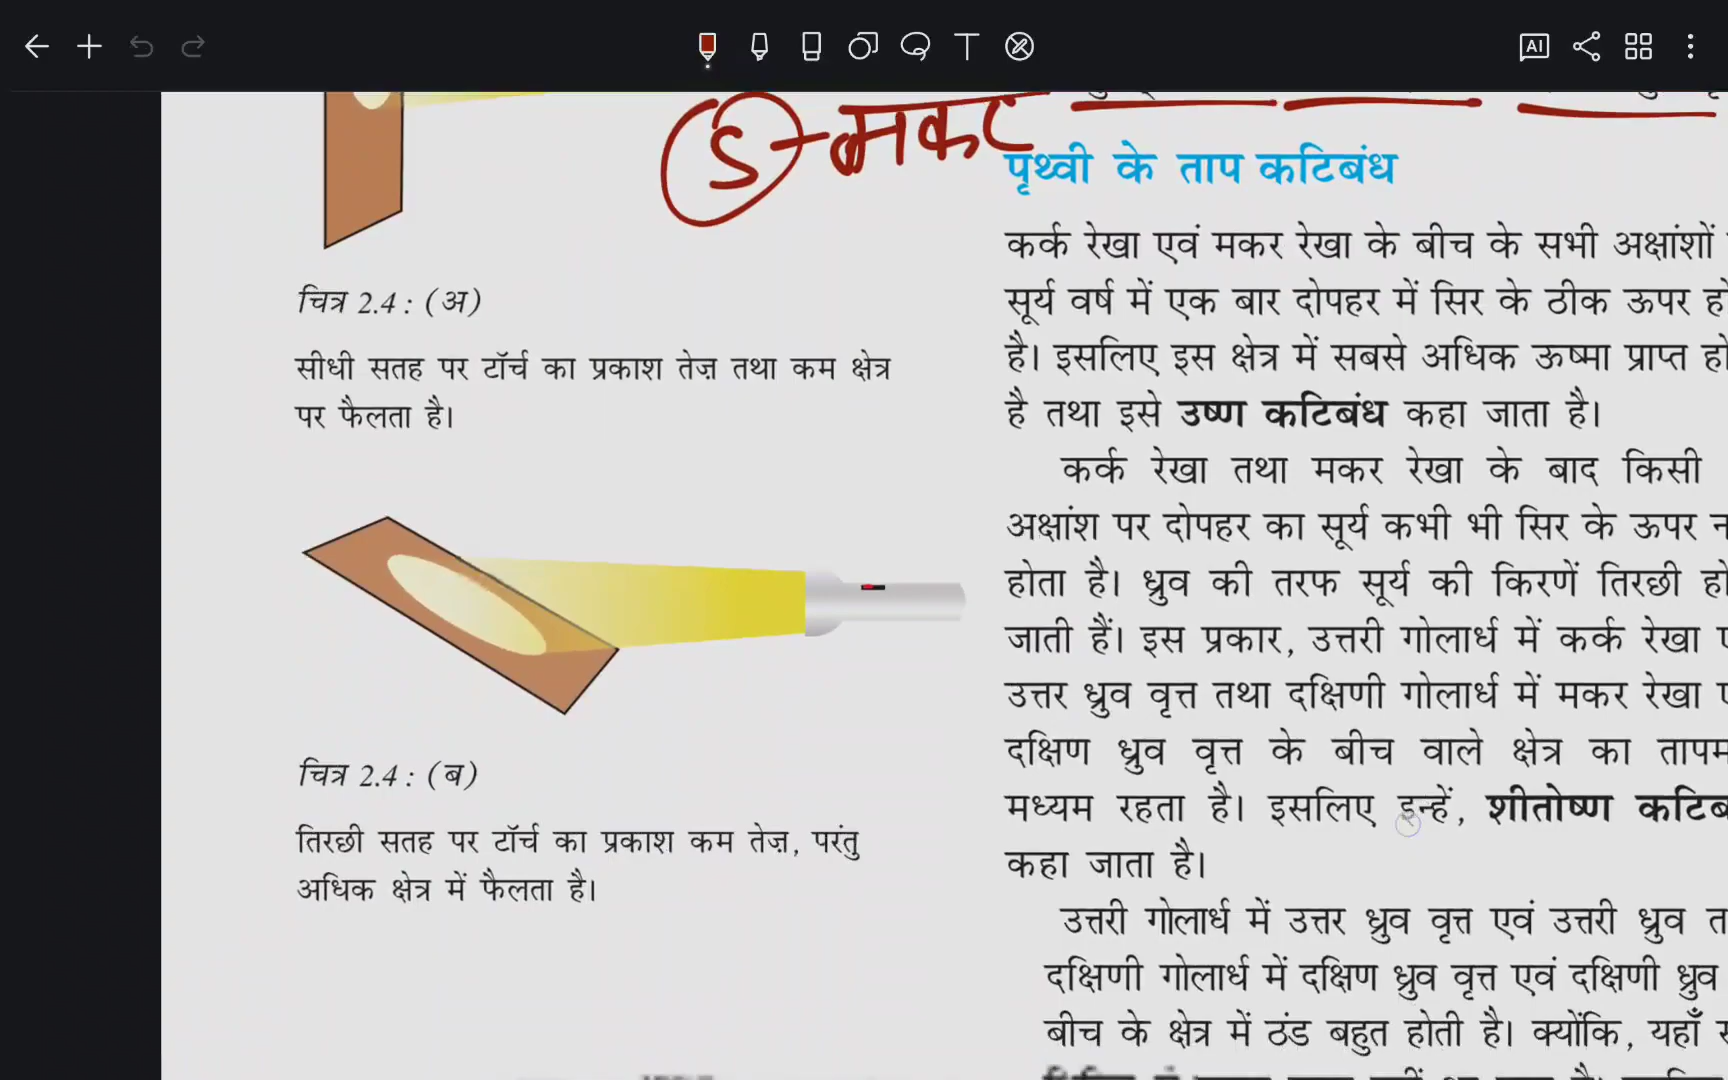 AI
S-मकर
चित्र 2.4 : (अ)
सीधी सतह पर टॉर्च का प्रकाश तेज़ तथा कम क्षेत्र
पर फैलता है।
चित्र 2.4 : (ब)
तिरछी सतह पर टॉर्च का प्रकाश कम तेज़, परंतु
अधिक क्षेत्र में फैलता है।
पृथ्वी के ताप कटिबंध
कर्क रेखा एवं मकर रेखा के बीच के सभी अक्षांशों
सूर्य वर्ष में एक बार दोपहर में सिर के ठीक ऊपर हो
है। इसलिए इस क्षेत्र में सबसे अधिक ऊष्मा प्राप्त हो
है तथा इसे उष्ण कटिबंध कहा जाता है।
कर्क रेखा तथा मकर रेखा के बाद किसी
अक्षांश पर दोपहर का सूर्य कभी भी सिर के ऊपर न
होता है। ध्रुव की तरफ सूर्य की किरणें तिरछी हो
जाती हैं। इस प्रकार, उत्तरी गोलार्ध में कर्क रेखा ए
उत्तर ध्रुव वृत्त तथा दक्षिणी गोलार्ध में मकर रेखा ए
दक्षिण ध्रुव वृत्त के बीच वाले क्षेत्र का तापम
मध्यम रहता है। इसलिए इन्हें, शीतोष्ण कटिब
कहा जाता है।
उत्तरी गोलार्ध में उत्तर ध्रुव वृत्त एवं उत्तरी ध्रुव त
दक्षिणी गोलार्ध में दक्षिण ध्रुव वृत्त एवं दक्षिणी ध्रुव
बीच के क्षेत्र में ठंड बहुत होती है। क्योंकि, यहाँ